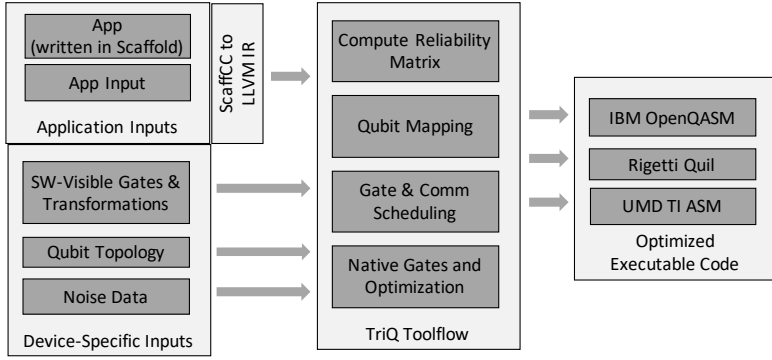 App
(written in Scaffold)
App Input
Application Inputs
ScaffCC to
LLVM IR
SW-Visible Gates &
Transformations
Qubit Topology
Noise Data
Device-Specific Inputs
Compute Reliability
Matrix
Qubit Mapping
Gate & Comm
Scheduling
Native Gates and
Optimization
TriQ Toolflow
IBM OpenQASM
Rigetti Quil
UMD TI ASM
Optimized
Executable Code